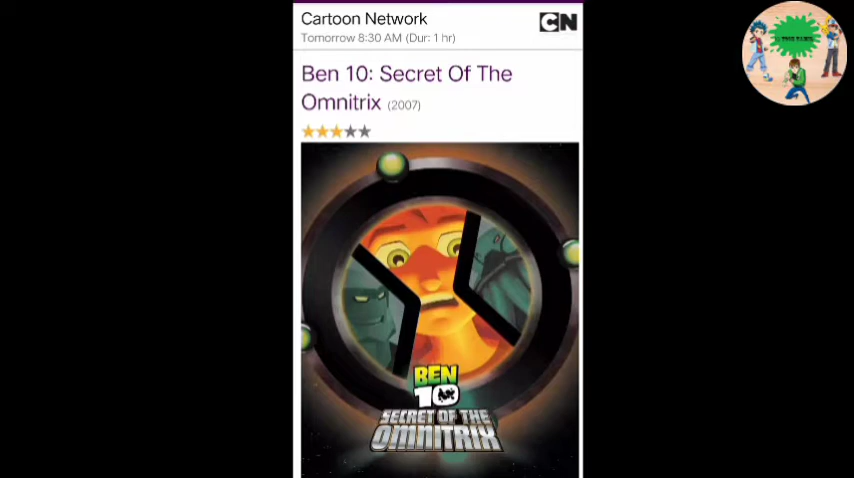 Cartoon Network
CN
Tomorrow 8:30 AM (Dur: 1 hr)
Ben 10: Secret Of The
Omnitrix (2007)
BEN
10
SECRET OF THE
OMNITRIX